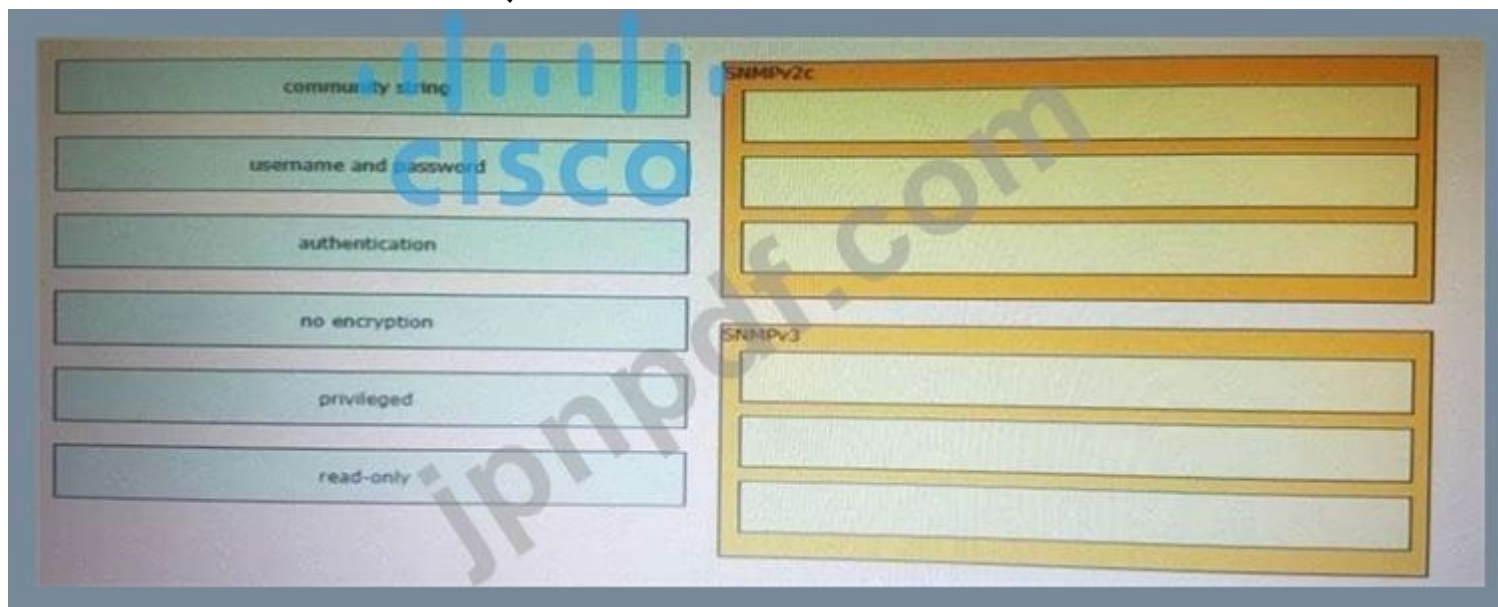 community string
username and password
authentication
no encryption
privileged
read-only
SNMPv2c
SNMPv3
CISCO
jpnpdf.com